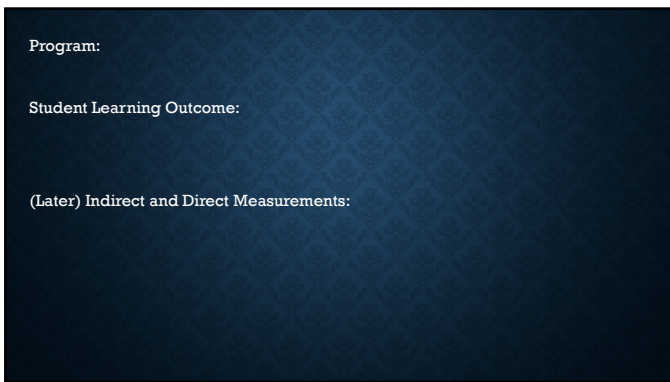 Program:
Student Learning Outcome:
(Later) Indirect and Direct Measurements: